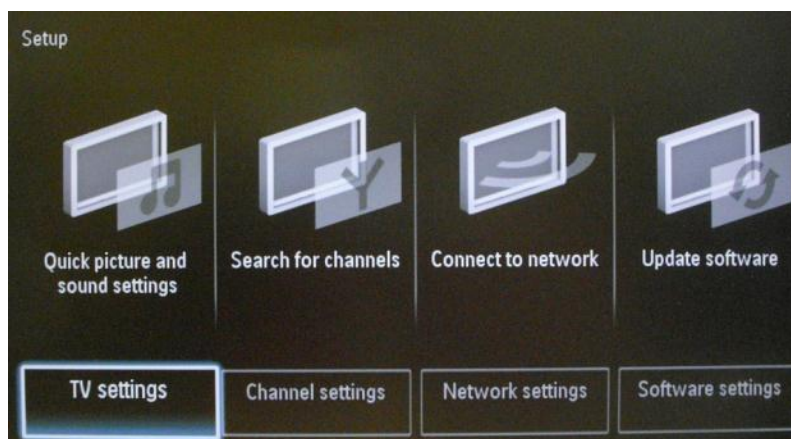 Setup
Quick picture and
sound settings
Search for channels
Connect to network
Update software
TV settings
Channel settings
Network settings
Software settings